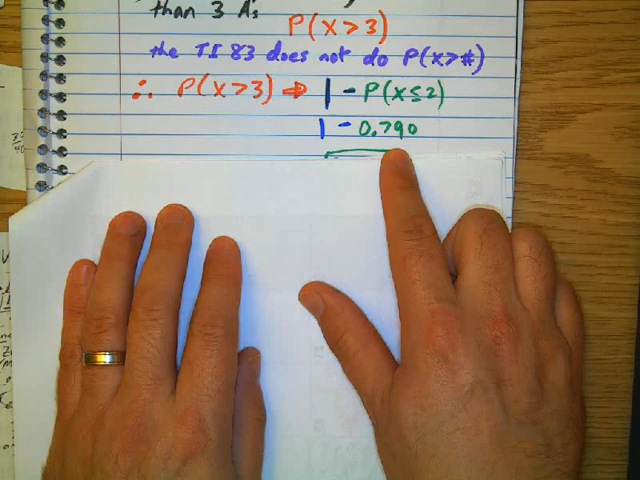 than 3 A's
P(X>3)
the TI 83 does not do P(X>#)
∴ P(X>3) ⇒ 1 - P(X≤2)
1 - 0.790